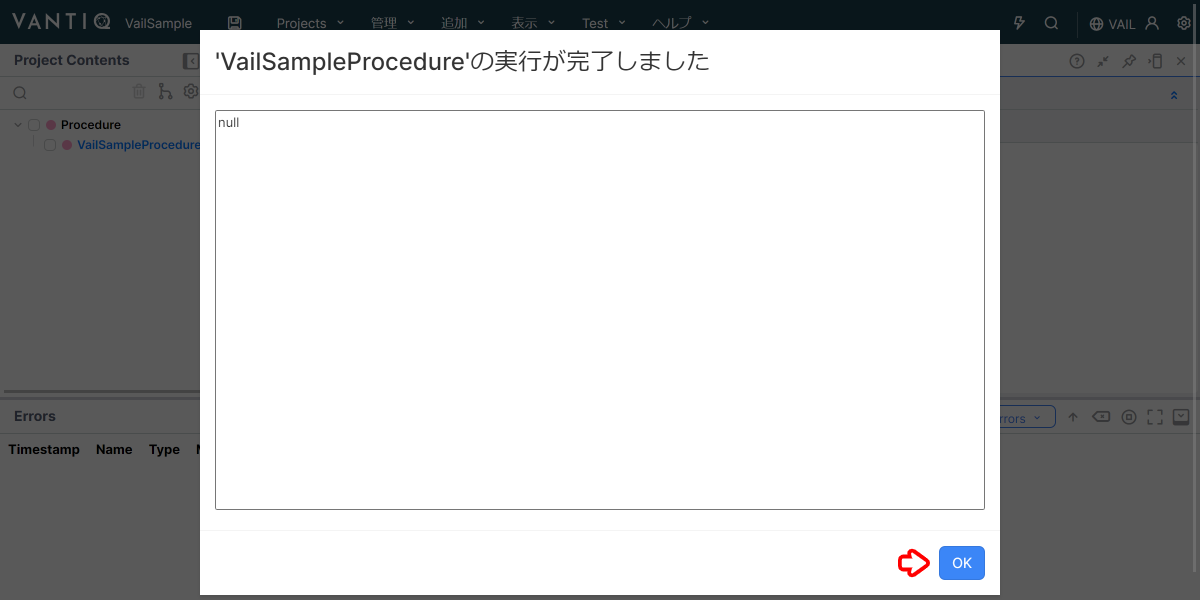 VANTIQ VailSample Projects 管理 追加 表示 Test ヘルプ VAIL
Project Contents
'VailSampleProcedure'の実行が完了しました
null
Procedure
VailSampleProcedure
Errors
rrors
Timestamp Name Type
OK